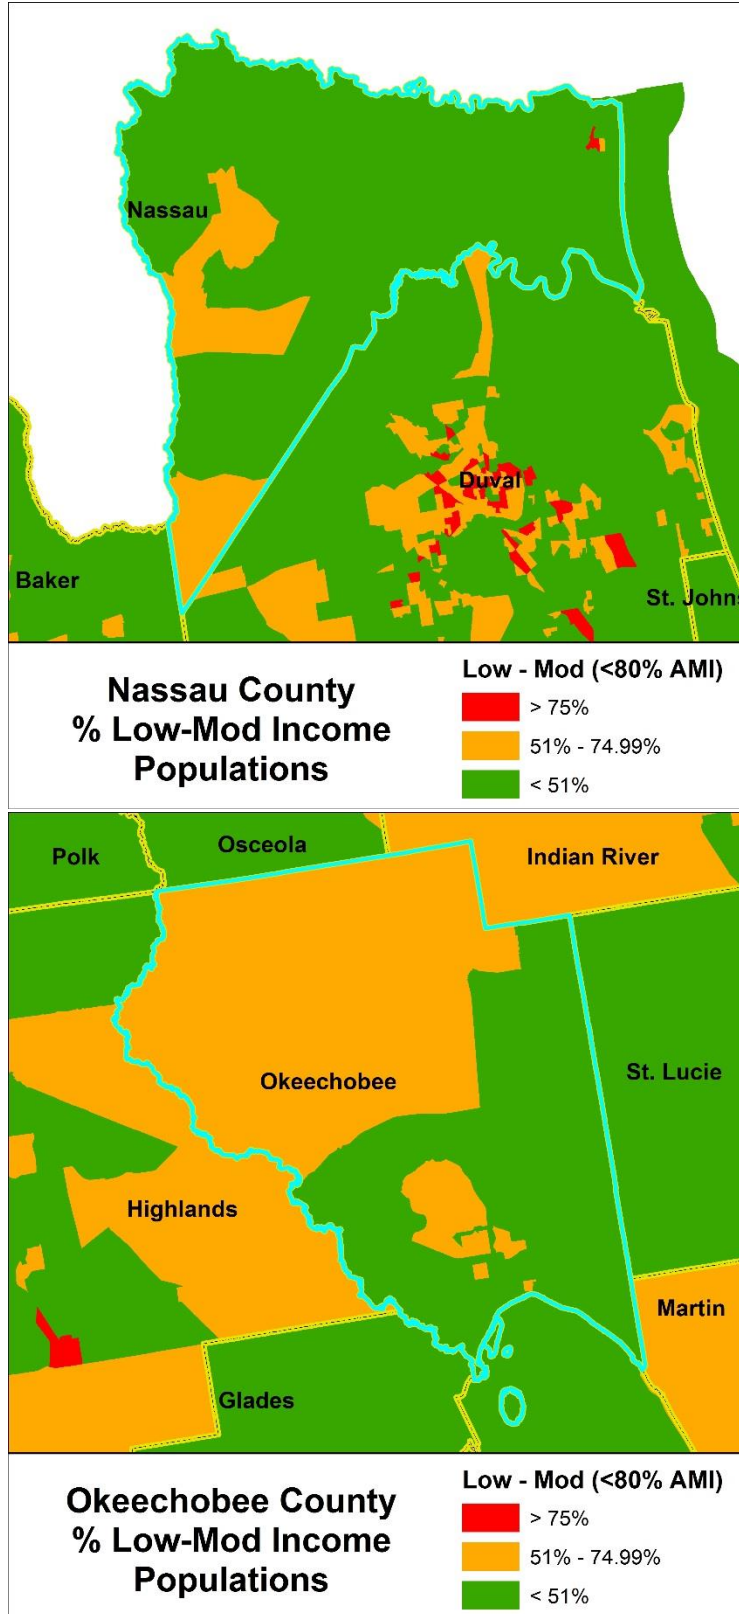 Nassau
Duval
Baker
St. Johns
Nassau County
% Low-Mod Income
Populations
Low - Mod (<80% AMI)
> 75%
51% - 74.99%
< 51%
Polk
Osceola
Indian River
Okeechobee
St. Lucie
Highlands
Martin
Glades
Okeechobee County
% Low-Mod Income
Populations
Low - Mod (<80% AMI)
> 75%
51% - 74.99%
< 51%